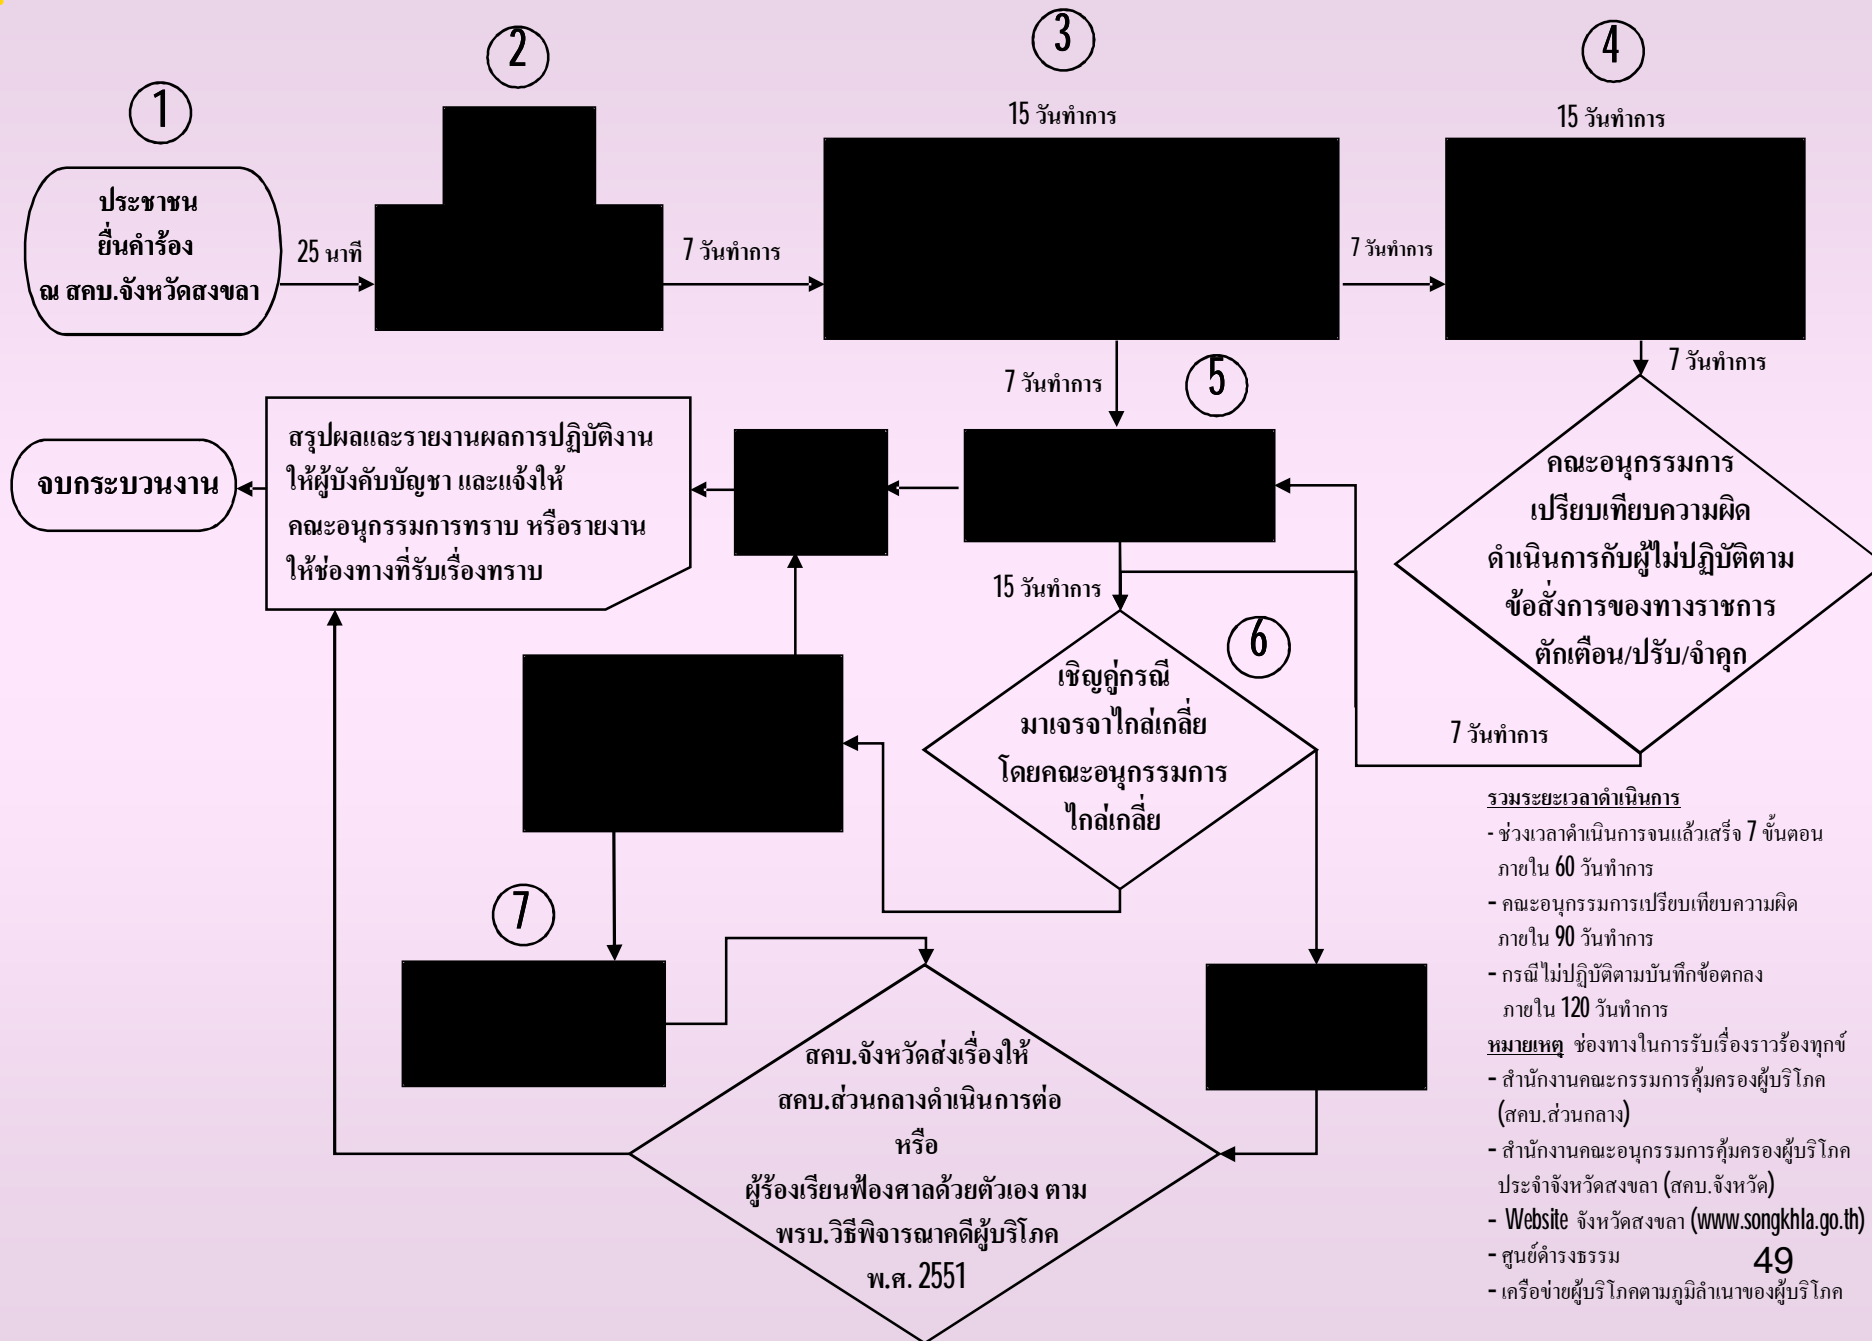 1
2
3
4
15 วันทำการ
15 วันทำการ
ประชาชน
ยื่นคำร้อง
ณ สคบ.จังหวัดสงขลา
25 นาที
7 วันทำการ
7 วันทำการ
7 วันทำการ
5
7 วันทำการ
จบกระบวนงาน
สรุปผลและรายงานผลการปฏิบัติงาน
ให้ผู้บังคับบัญชา และแจ้งให้
คณะอนุกรรมการทราบ หรือรายงาน
ให้ช่องทางที่รับเรื่องทราบ
คณะอนุกรรมการ
เปรียบเทียบความผิด
ดำเนินการกับผู้ไม่ปฏิบัติตาม
ข้อสั่งการของทางราชการ
ตักเตือน/ปรับ/จำคุก
15 วันทำการ
6
เชิญคู่กรณี
มาเจรจาไกล่เกลี่ย
โดยคณะอนุกรรมการ
ไกล่เกลี่ย
7 วันทำการ
7
สคบ.จังหวัดส่งเรื่องให้
สคบ.ส่วนกลางดำเนินการต่อ
หรือ
ผู้ร้องเรียนฟ้องศาลด้วยตัวเอง ตาม
พรบ.วิธีพิจารณาคดีผู้บริโภค
พ.ศ. 2551
รวมระยะเวลาดำเนินการ
- ช่วงเวลาดำเนินการจนแล้วเสร็จ 7 ขั้นตอน
ภายใน 60 วันทำการ
- คณะอนุกรรมการเปรียบเทียบความผิด
ภายใน 90 วันทำการ
- กรณีไม่ปฏิบัติตามบันทึกข้อตกลง
ภายใน 120 วันทำการ
หมายเหตุ ช่องทางในการรับเรื่องราวร้องทุกข์
- สำนักงานคณะกรรมการคุ้มครองผู้บริโภค
(สคบ.ส่วนกลาง)
- สำนักงานคณะอนุกรรมการคุ้มครองผู้บริโภค
ประจำจังหวัดสงขลา (สคบ.จังหวัด)
- Website จังหวัดสงขลา (www.songkhla.go.th)
- ศูนย์ดำรงธรรม
- เครือข่ายผู้บริโภคตามภูมิลำเนาของผู้บริโภค
49